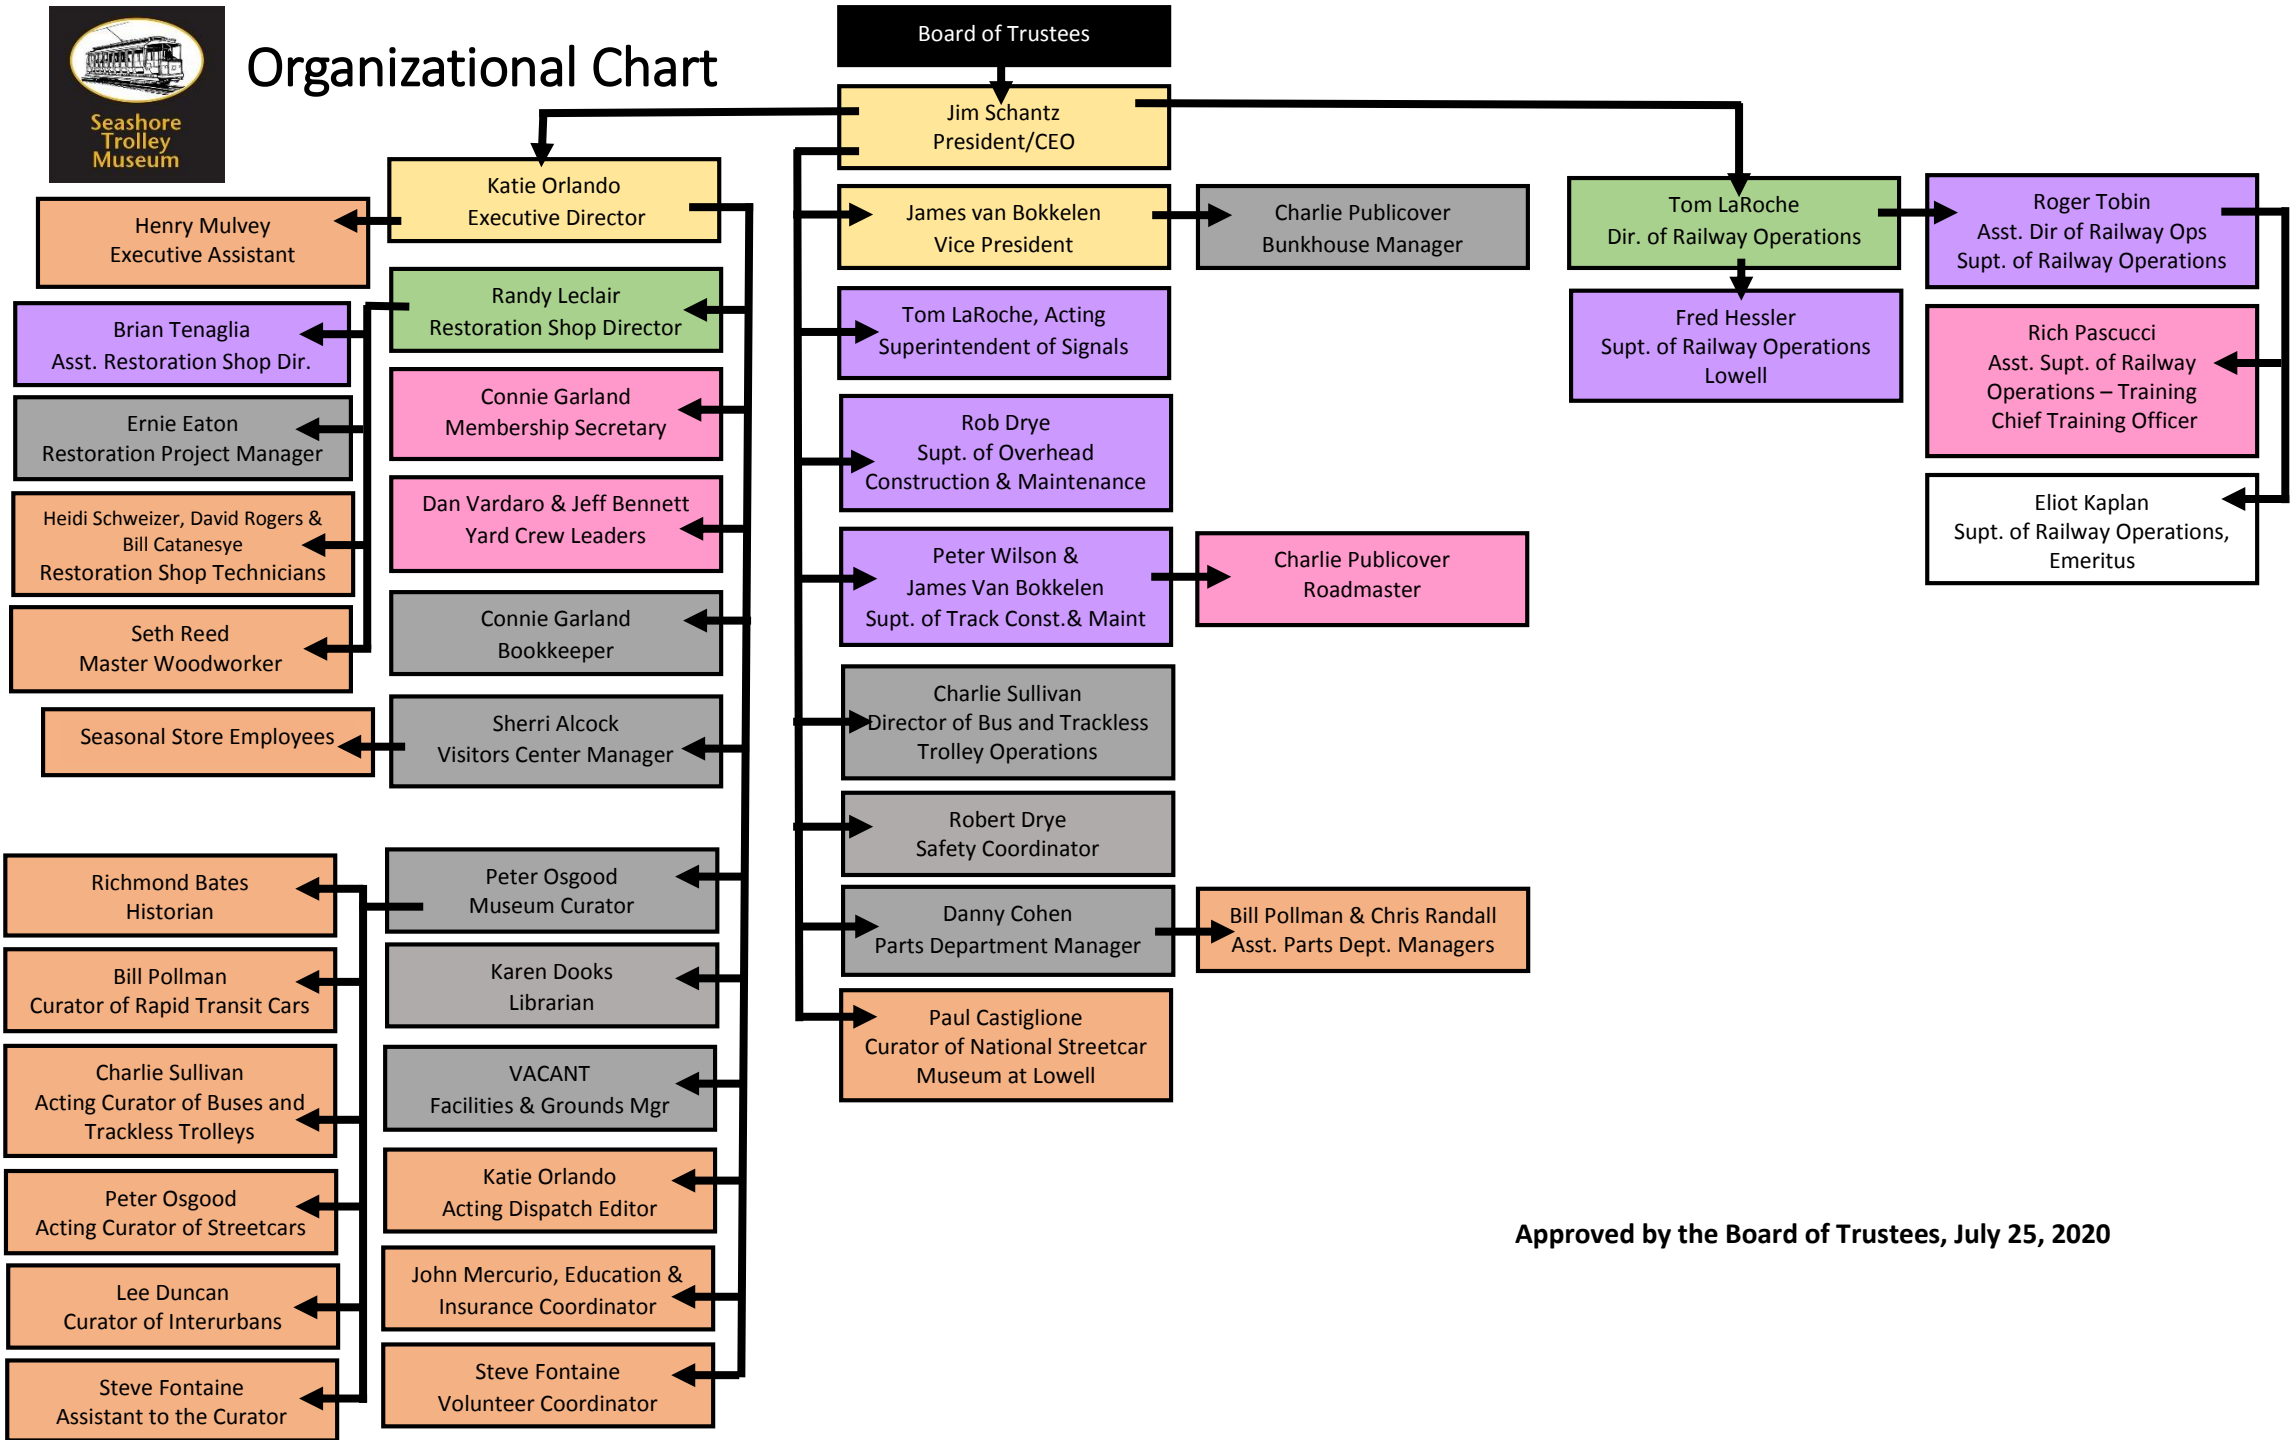 Seashore
Trolley
Museum
Organizational Chart
Board of Trustees
Jim Schantz
President/CEO
Katie Orlando
Executive Director
Henry Mulvey
Executive Assistant
Randy Leclair
Restoration Shop Director
Brian Tenaglia
Asst. Restoration Shop Dir.
Ernie Eaton
Restoration Project Manager
Heidi Schweizer, David Rogers &
Bill Catanesye
Restoration Shop Technicians
Seth Reed
Master Woodworker
Connie Garland
Membership Secretary
Dan Vardaro & Jeff Bennett
Yard Crew Leaders
Connie Garland
Bookkeeper
Sherri Alcock
Visitors Center Manager
Seasonal Store Employees
Peter Osgood
Museum Curator
Richmond Bates
Historian
Bill Pollman
Curator of Rapid Transit Cars
Charlie Sullivan
Acting Curator of Buses and
Trackless Trolleys
Peter Osgood
Acting Curator of Streetcars
Lee Duncan
Curator of Interurbans
Steve Fontaine
Assistant to the Curator
Karen Dooks
Librarian
VACANT
Facilities & Grounds Mgr
Katie Orlando
Acting Dispatch Editor
John Mercurio, Education &
Insurance Coordinator
Steve Fontaine
Volunteer Coordinator
James van Bokkelen
Vice President
Charlie Publicover
Bunkhouse Manager
Tom LaRoche, Acting
Superintendent of Signals
Rob Drye
Supt. of Overhead
Construction & Maintenance
Peter Wilson &
James Van Bokkelen
Supt. of Track Const.& Maint
Charlie Publicover
Roadmaster
Charlie Sullivan
Director of Bus and Trackless
Trolley Operations
Robert Drye
Safety Coordinator
Danny Cohen
Parts Department Manager
Bill Pollman & Chris Randall
Asst. Parts Dept. Managers
Paul Castiglione
Curator of National Streetcar
Museum at Lowell
Tom LaRoche
Dir. of Railway Operations
Roger Tobin
Asst. Dir of Railway Ops
Supt. of Railway Operations
Fred Hessler
Supt. of Railway Operations
Lowell
Rich Pascucci
Asst. Supt. of Railway
Operations – Training
Chief Training Officer
Eliot Kaplan
Supt. of Railway Operations,
Emeritus
Approved by the Board of Trustees, July 25, 2020